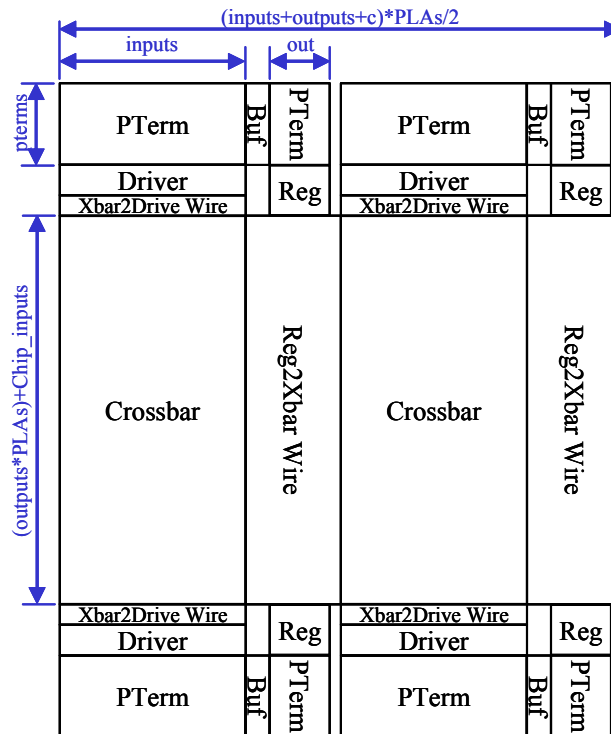 (inputs+outputs+c)*PLAs/2
inputs
out
pterms
PTerm
Buf
PTerm
PTerm
Buf
PTerm
Driver
Reg
Driver
Reg
Xbar2Drive Wire
Xbar2Drive Wire
(outputs*PLAs)+Chip_inputs
Crossbar
Reg2Xbar Wire
Crossbar
Reg2Xbar Wire
Xbar2Drive Wire
Xbar2Drive Wire
Driver
Reg
Driver
Reg
PTerm
Buf
PTerm
PTerm
Buf
PTerm